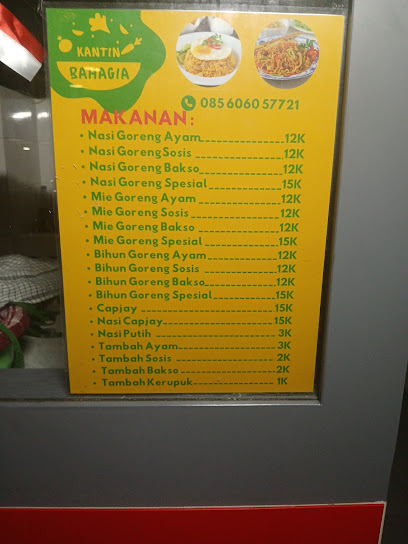 KANTIN
BAHAGIA
085 6060 57721
MAKANAN:
• Nasi Goreng Ayam 12K
• Nasi Goreng Sosis 12K
• Nasi Goreng Bakso 12K
• Nasi Goreng Spesial 15K
• Mie Goreng Ayam 12K
• Mie Goreng Sosis 12K
• Mie Goreng Bakso 12K
• Mie Goreng Spesial 15K
• Bihun Goreng Ayam 12K
• Bihun Goreng Sosis 12K
• Bihun Goreng Bakso 12K
• Bihun Goreng Spesial 15K
• Capjay 15K
• Nasi Capjay 15K
• Nasi Putih 3K
• Tambah Ayam 3K
• Tambah Sosis 2K
• Tambah Bakso 2K
• Tambah Kerupuk 1K